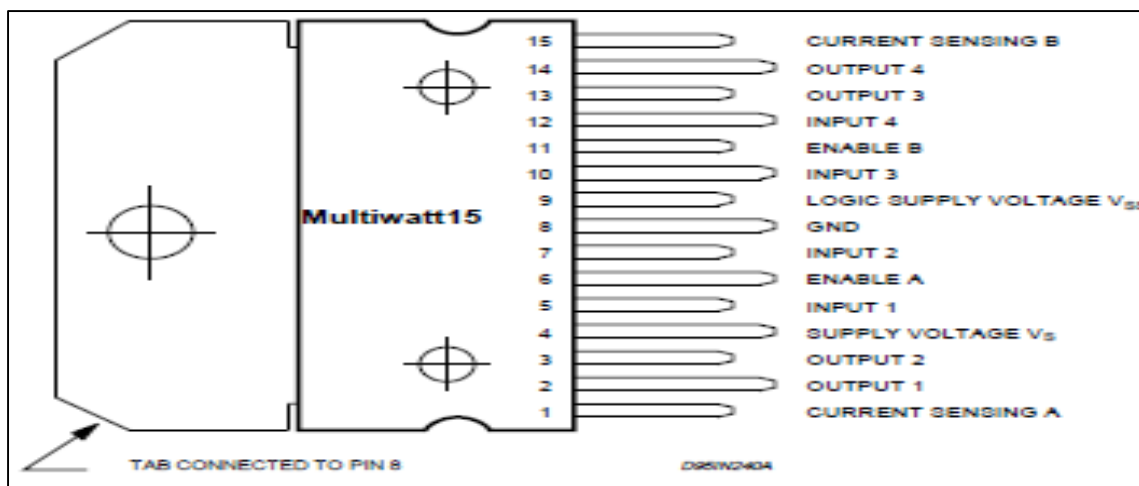 15 CURRENT SENSING B
14 OUTPUT 4
13 OUTPUT 3
12 INPUT 4
11 ENABLE B
10 INPUT 3
9 LOGIC SUPPLY VOLTAGE VSS
8 GND
Multiwatt15
7 INPUT 2
6 ENABLE A
5 INPUT 1
4 SUPPLY VOLTAGE VS
3 OUTPUT 2
2 OUTPUT 1
1 CURRENT SENSING A
TAB CONNECTED TO PIN 8
D95IN240A